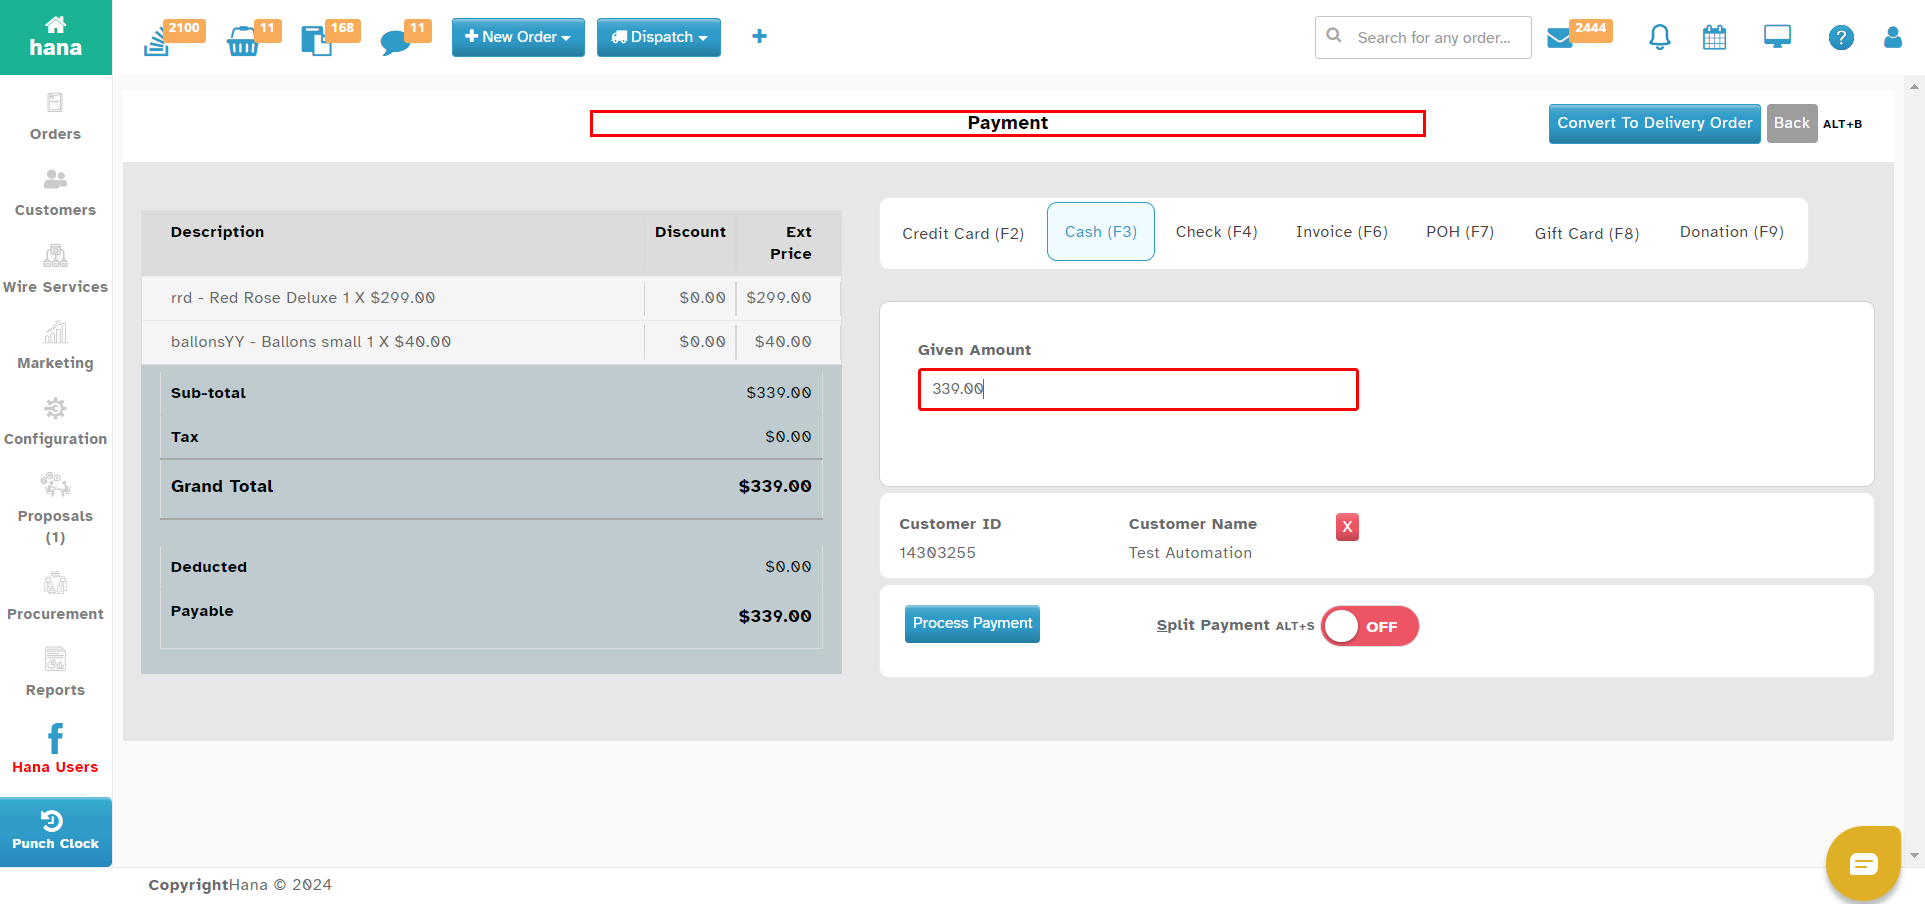 hana
2100
11
168
11
New Order
Dispatch
+
Search for any order...
2444
?
Orders
Customers
Wire Services
Marketing
Configuration
Proposals
(1)
Procurement
Reports
Hana Users
Punch Clock
Payment
Convert To Delivery Order
Back
ALT+B
Description Discount Ext
Price
rrd - Red Rose Deluxe 1 X $299.00 $0.00 $299.00
ballonsYY - Ballons small 1 X $40.00 $0.00 $40.00
Sub-total $339.00
Tax $0.00
Grand Total $339.00
Deducted $0.00
Payable $339.00
Credit Card (F2) Cash (F3) Check (F4) Invoice (F6) POH (F7) Gift Card (F8) Donation (F9)
Given Amount
339.00
Customer ID Customer Name X
14303255 Test Automation
Process Payment Split Payment ALT+S OFF
CopyrightHana © 2024